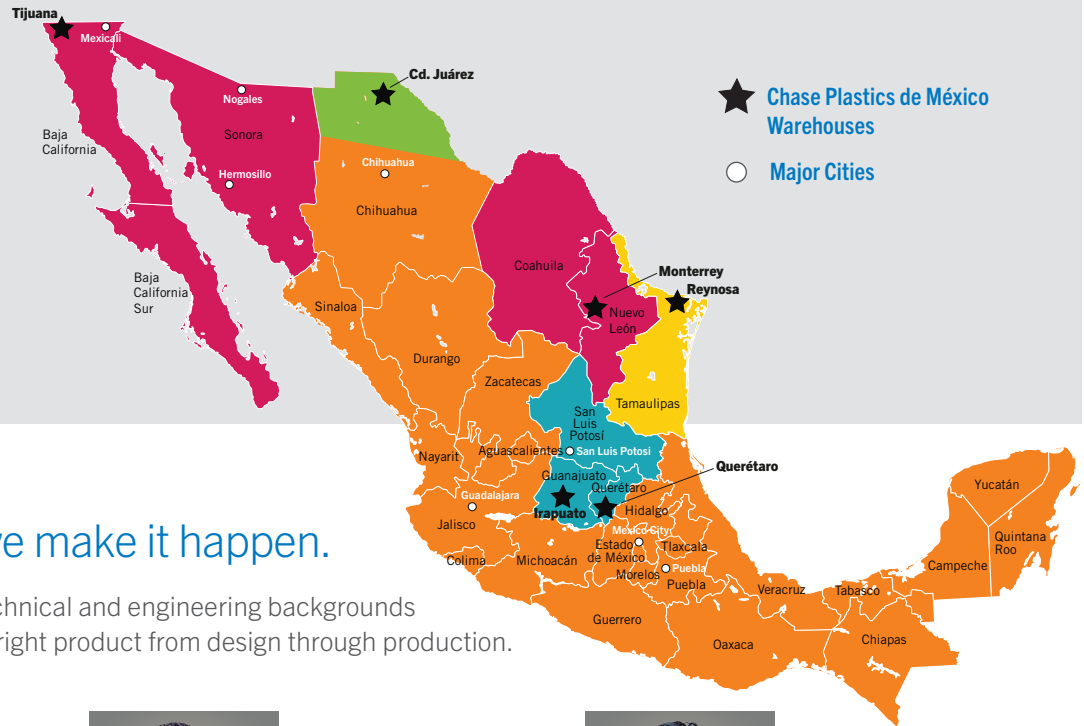 Tijuana
Mexicali
Cd. Juárez
Nogales
Chase Plastics de México
Warehouses
Major Cities
Baja
California
Sonora
Hermosillo
Chihuahua
Chihuahua
Coahuila
Monterrey
Reynosa
Baja
California
Sur
Sinaloa
Nuevo
León
Durango
Zacatecas
Tamaulipas
San
Luis
Potosí
Nayarit
Aguascalientes
San Luis Potosi
Querétaro
Guanajuato
Querétaro
Guadalajara
Irapuato
Hidalgo
Jalisco
Mexico City
Colima
Michoacán
Estado
de México
Tlaxcala
Morelos
Puebla
Puebla
Veracruz
Tabasco
Yucatán
Quintana
Roo
Campeche
Guerrero
Oaxaca
Chiapas
we make it happen.
chnical and engineering backgrounds
right product from design through production.